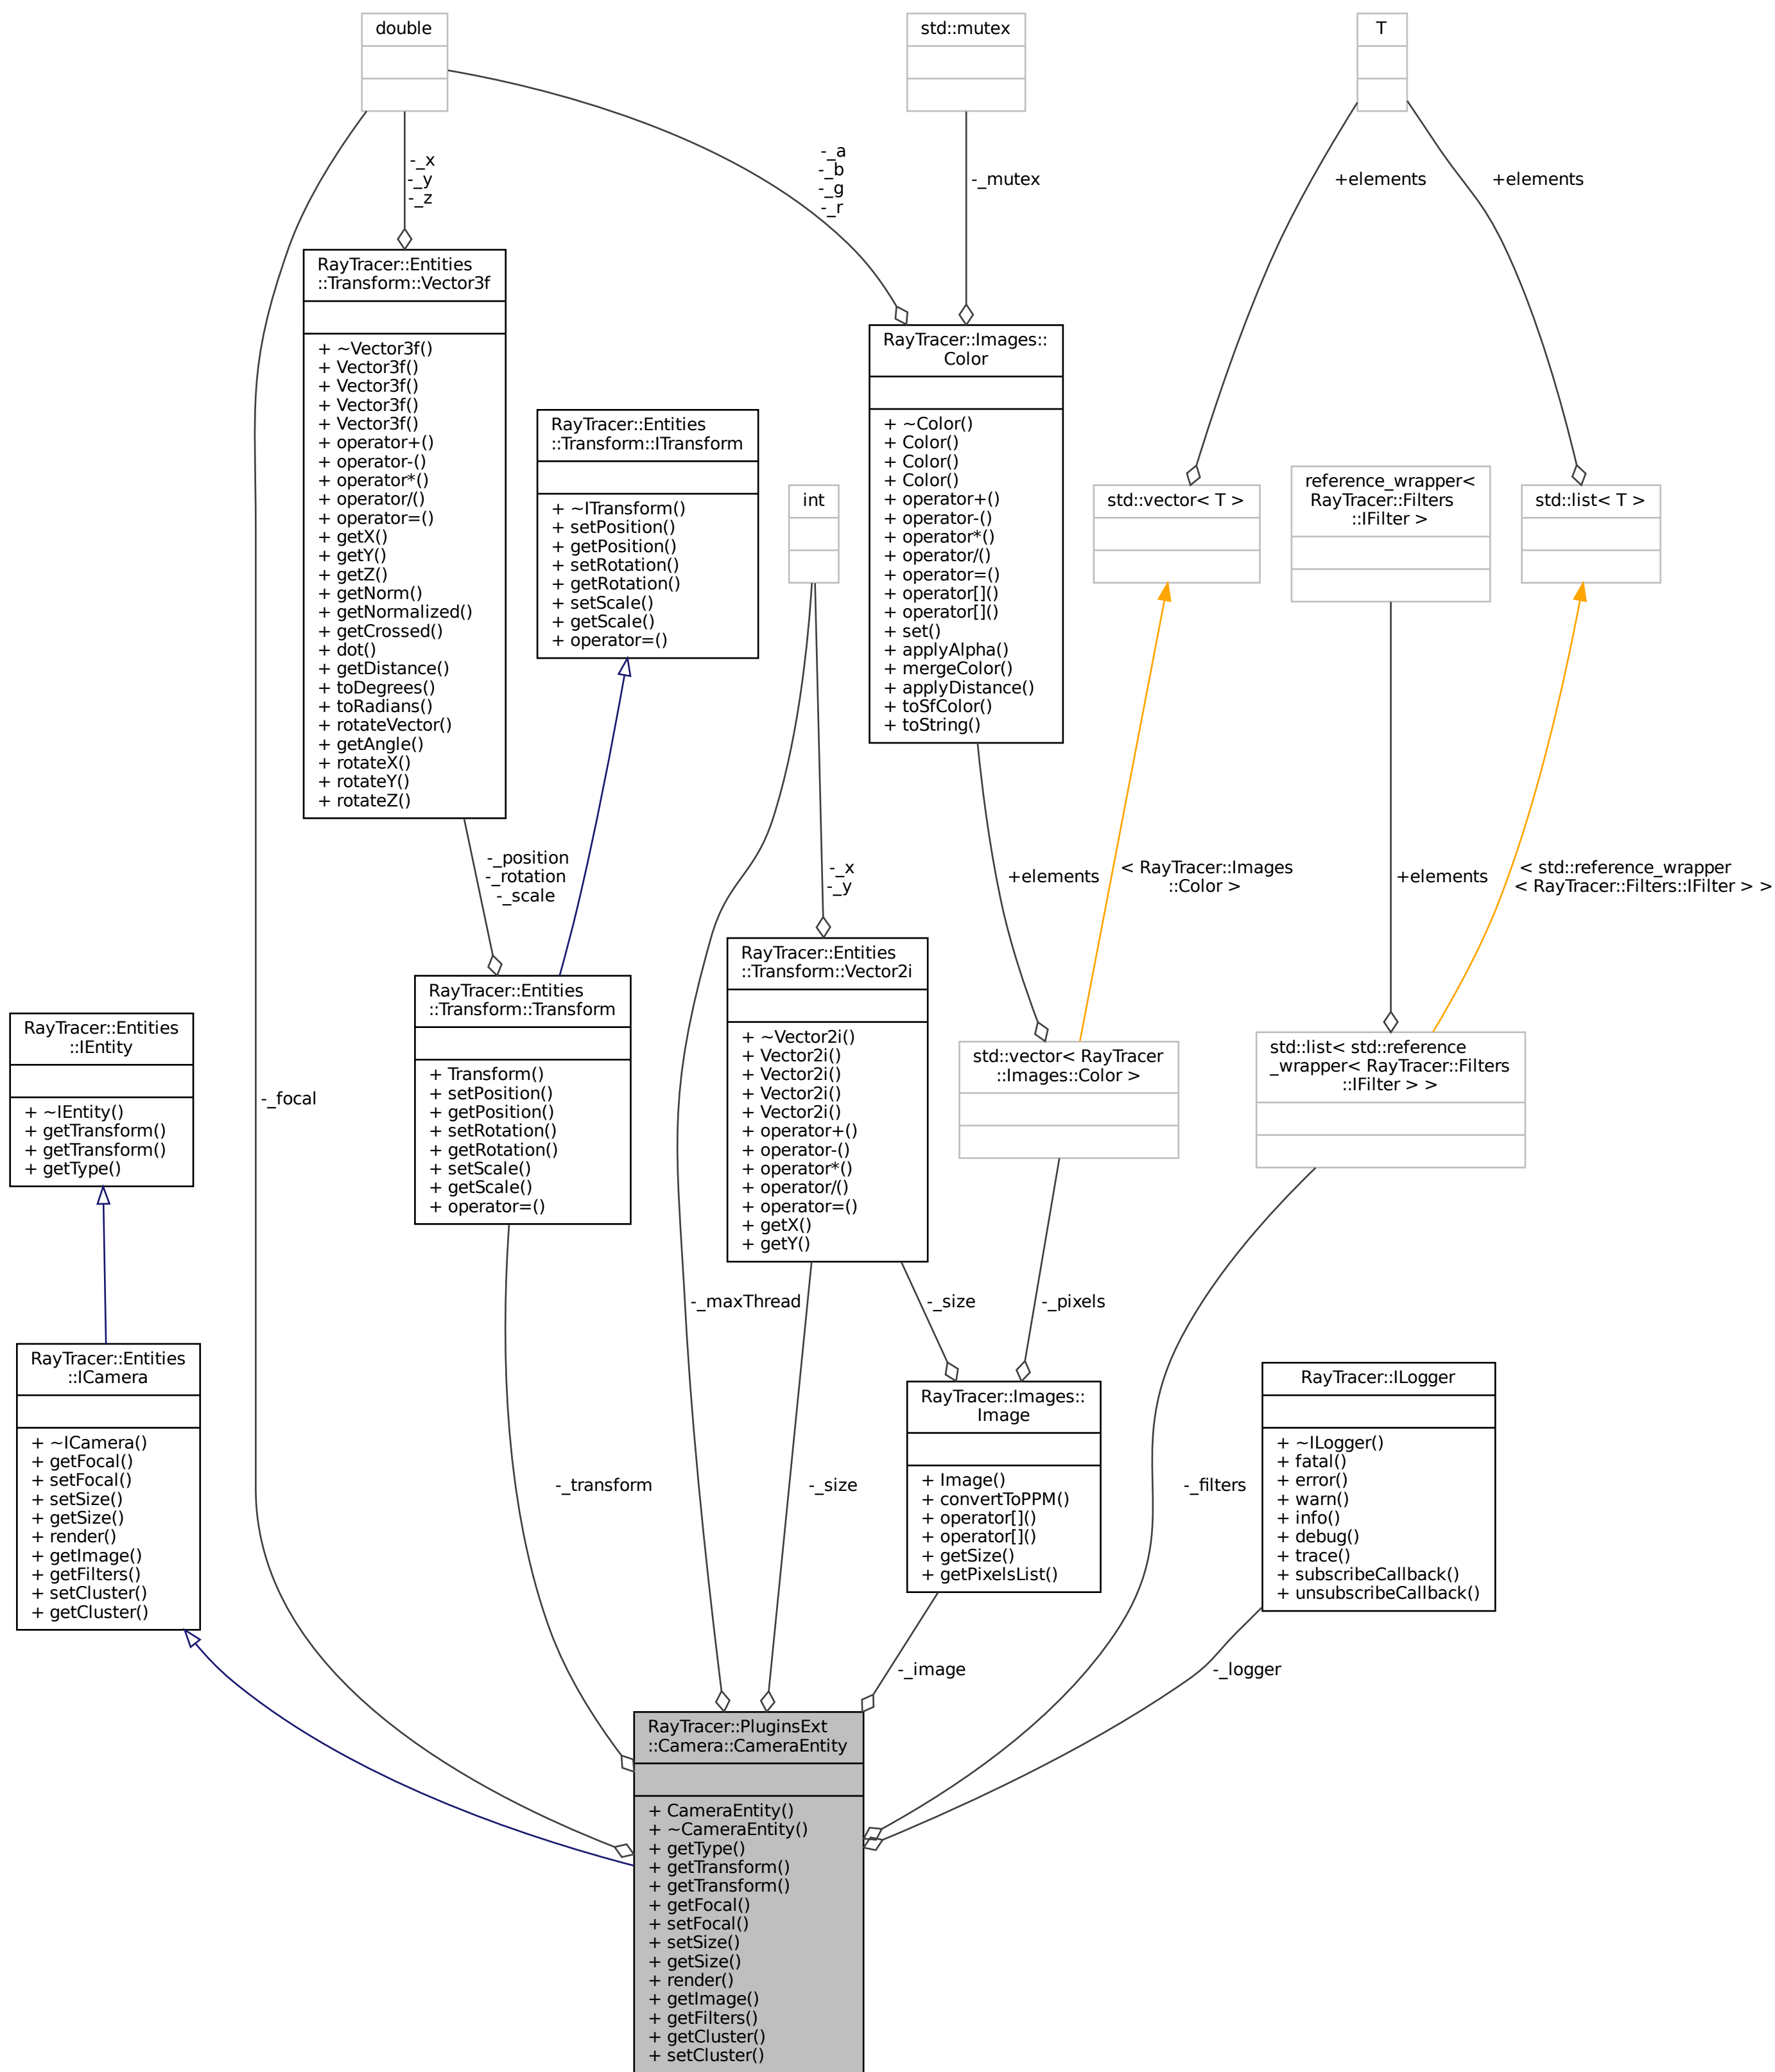 double
std::mutex
T
-_x
-_y
-_z
-_a
-_b
-_g
-_r
-_mutex
+elements
+elements
RayTracer::Entities
::Transform::Vector3f
+ ~Vector3f()
+ Vector3f()
+ Vector3f()
+ Vector3f()
+ Vector3f()
+ operator+()
+ operator-()
+ operator*()
+ operator/()
+ operator=()
+ getX()
+ getY()
+ getZ()
+ getNorm()
+ getNormalized()
+ getCrossed()
+ dot()
+ getDistance()
+ toDegrees()
+ toRadians()
+ rotateVector()
+ getAngle()
+ rotateX()
+ rotateY()
+ rotateZ()
RayTracer::Entities
::Transform::ITransform
+ ~ITransform()
+ setPosition()
+ getPosition()
+ setRotation()
+ getRotation()
+ setScale()
+ getScale()
+ operator=()
int
RayTracer::Images::
Color
+ ~Color()
+ Color()
+ Color()
+ Color()
+ operator+()
+ operator-()
+ operator*()
+ operator/()
+ operator=()
+ operator[]()
+ operator[]()
+ set()
+ applyAlpha()
+ mergeColor()
+ applyDistance()
+ toSfColor()
+ toString()
std::vector< T >
reference_wrapper<
RayTracer::Filters
::IFilter >
std::list< T >
-_position
-_rotation
-_scale
-_x
-_y
+elements
< RayTracer::Images
::Color >
+elements
< std::reference_wrapper
< RayTracer::Filters::IFilter > >
RayTracer::Entities
::IEntity
+ ~IEntity()
+ getTransform()
+ getTransform()
+ getType()
-_focal
RayTracer::Entities
::Transform::Transform
+ Transform()
+ setPosition()
+ getPosition()
+ setRotation()
+ getRotation()
+ setScale()
+ getScale()
+ operator=()
RayTracer::Entities
::Transform::Vector2i
+ ~Vector2i()
+ Vector2i()
+ Vector2i()
+ Vector2i()
+ Vector2i()
+ operator+()
+ operator-()
+ operator*()
+ operator/()
+ operator=()
+ getX()
+ getY()
std::vector< RayTracer
::Images::Color >
std::list< std::reference
_wrapper< RayTracer::Filters
::IFilter > >
-_maxThread
-_size
-_pixels
RayTracer::Entities
::ICamera
+ ~ICamera()
+ getFocal()
+ setFocal()
+ setSize()
+ getSize()
+ render()
+ getImage()
+ getFilters()
+ setCluster()
+ getCluster()
-_transform
-_size
RayTracer::Images::
Image
+ Image()
+ convertToPPM()
+ operator[]()
+ operator[]()
+ getSize()
+ getPixelsList()
-_filters
RayTracer::ILogger
+ ~ILogger()
+ fatal()
+ error()
+ warn()
+ info()
+ debug()
+ trace()
+ subscribeCallback()
+ unsubscribeCallback()
-_image
-_logger
RayTracer::PluginsExt
::Camera::CameraEntity
+ CameraEntity()
+ ~CameraEntity()
+ getType()
+ getTransform()
+ getTransform()
+ getFocal()
+ setFocal()
+ setSize()
+ getSize()
+ render()
+ getImage()
+ getFilters()
+ getCluster()
+ setCluster()